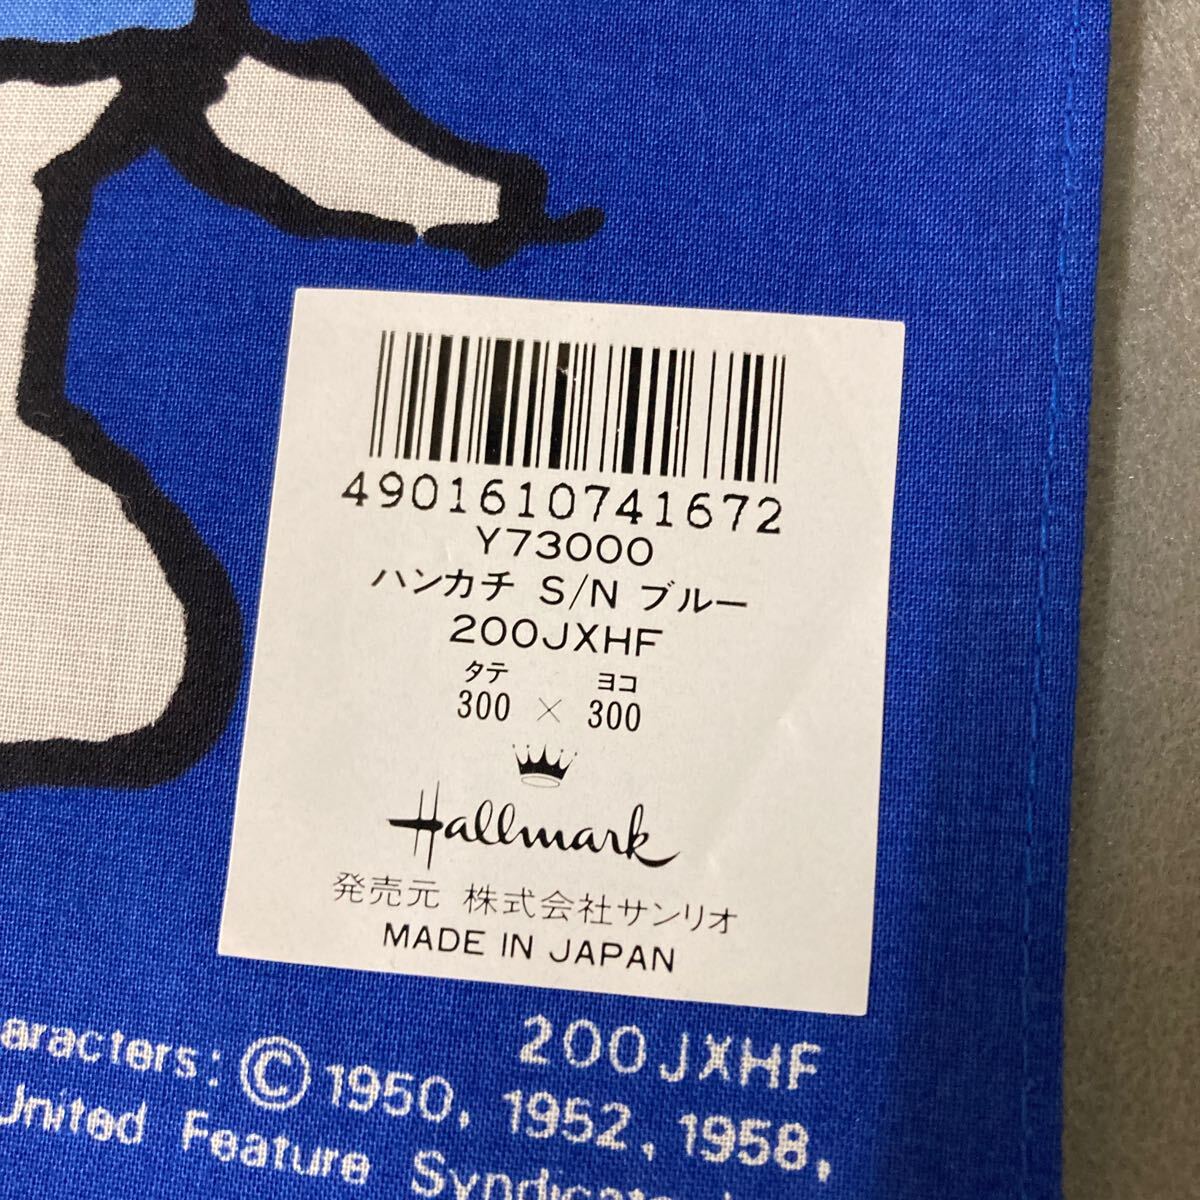 4901610741672
Y73000
ハンカチ S/N ブルー
200JXHF
タテ ヨコ
300 × 300
Hallmark
発売元 株式会社サンリオ
MADE IN JAPAN
200JXHF
aracters: © 1950, 1952, 1958,
United Feature Syndicate